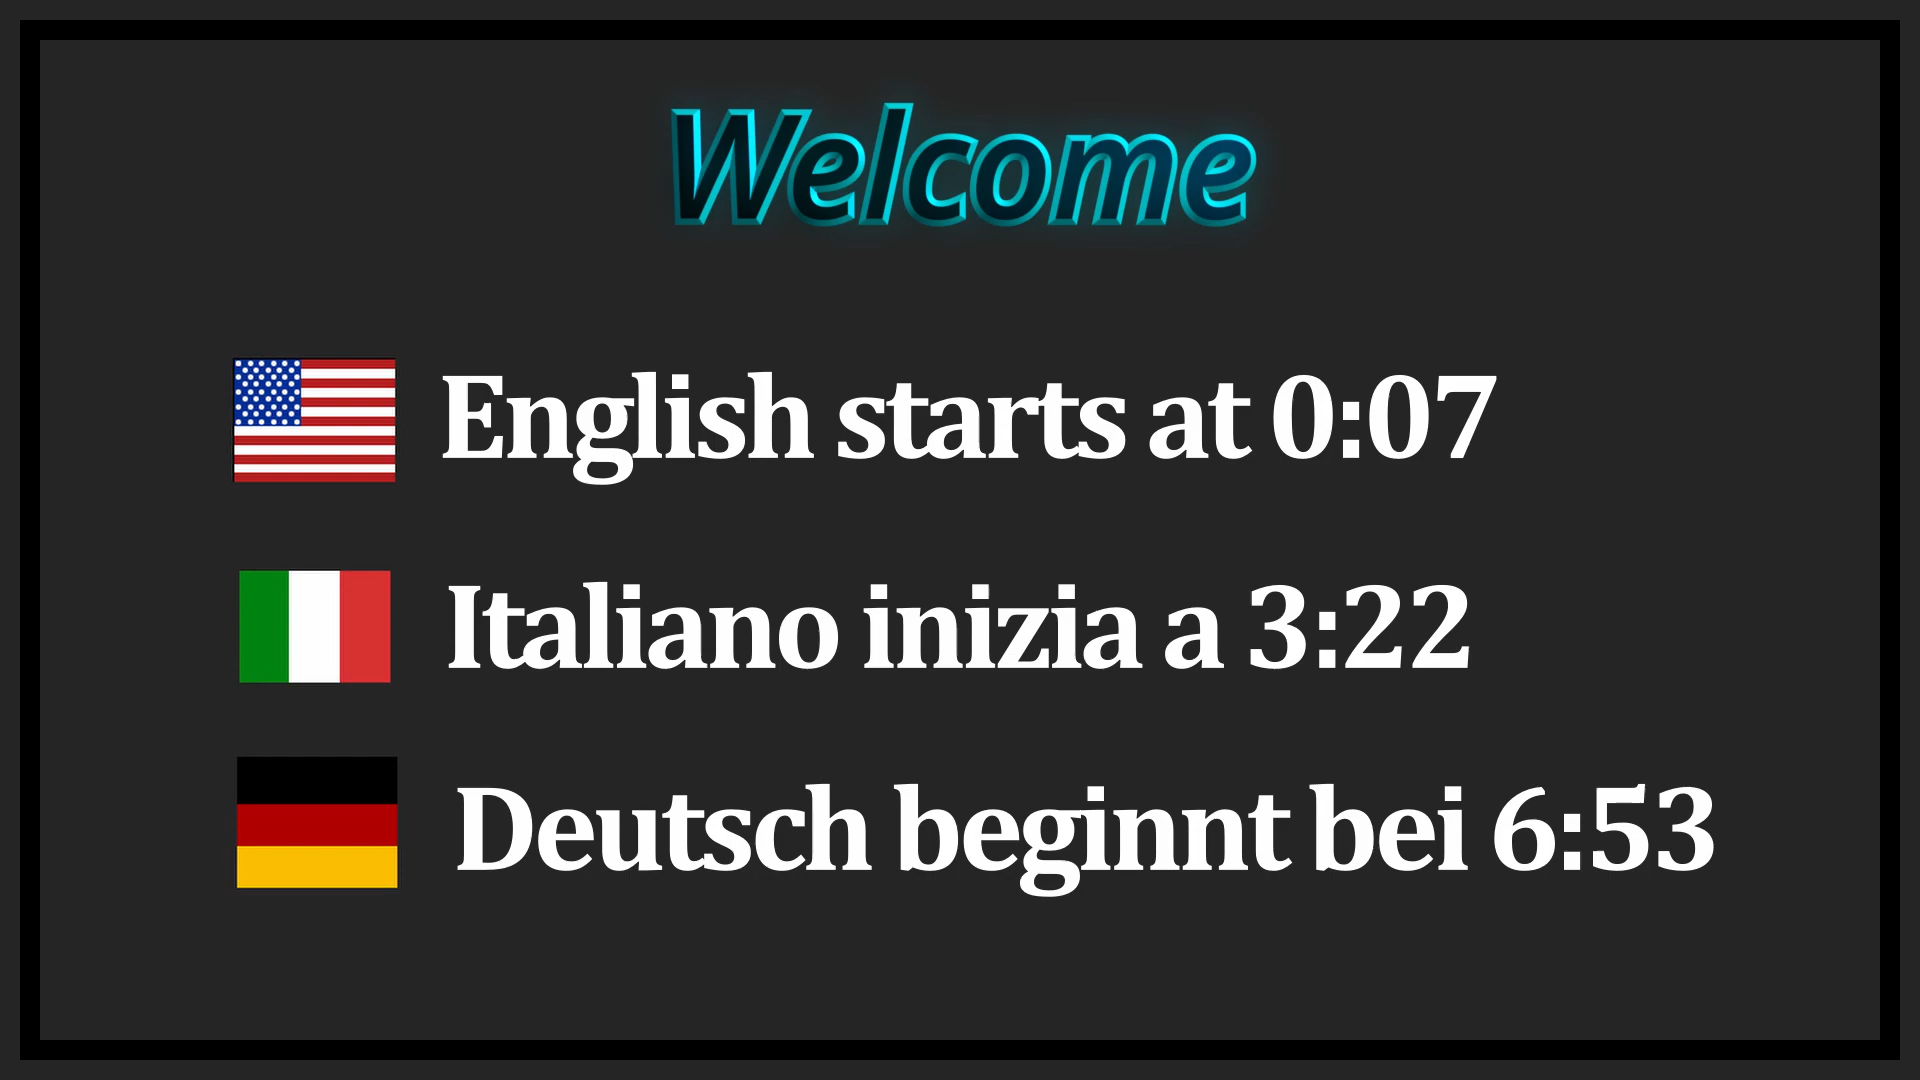 Welcome
English starts at 0:07
Italiano inizia a 3:22
Deutsch beginnt bei 6:53